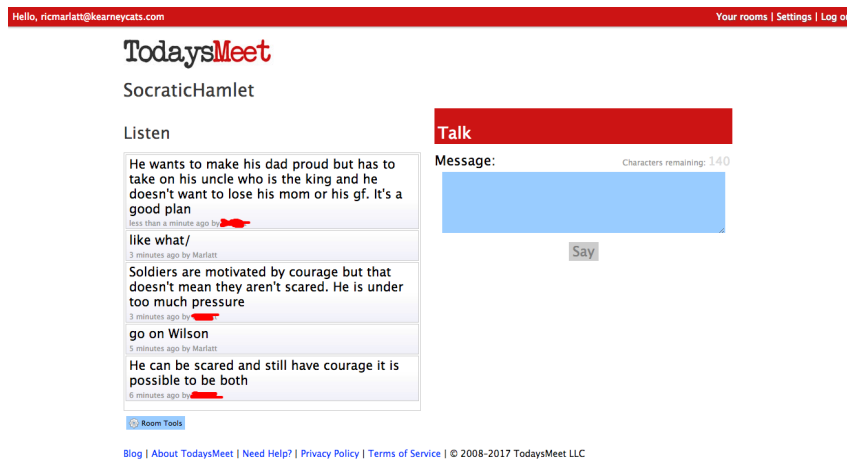 Hello, ricmarlatt@kearneycats.com
Your rooms | Settings | Log
TodaysMeet
SocraticHamlet
Listen
He wants to make his dad proud but has to
take on his uncle who is the king and he
doesn't want to lose his mom or his gf. It's a
good plan
less than a minute ago by
like what/
3 minutes ago by Marlatt
Soldiers are motivated by courage but that
doesn't mean they aren't scared. He is under
too much pressure
3 minutes ago by
go on Wilson
5 minutes ago by Marlatt
He can be scared and still have courage it is
possible to be both
6 minutes ago by
Room Tools
Talk
Message:
Characters remaining: 140
Say
Blog | About TodaysMeet | Need Help? | Privacy Policy | Terms of Service | © 2008-2017 TodaysMeet LLC